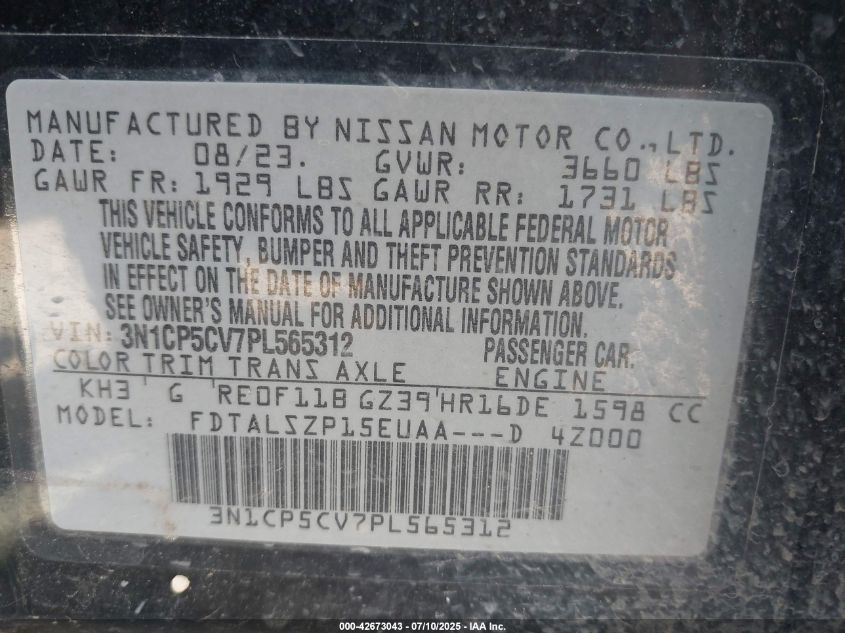 MANUFACTURED BY NISSAN MOTOR CO., LTD.
DATE: 08/23. GVWR: 3660 LBS
GAWR FR: 1929 LBS GAWR RR: 1731 LBS
THIS VEHICLE CONFORMS TO ALL APPLICABLE FEDERAL MOTOR
VEHICLE SAFETY, BUMPER AND THEFT PREVENTION STANDARDS
IN EFFECT ON THE DATE OF MANUFACTURE SHOWN ABOVE.
SEE OWNER'S MANUAL FOR ADDITIONAL INFORMATION.
VIN: 3N1CP5CV7PL565312 PASSENGER CAR.
COLOR TRIM TRANS AXLE ENGINE
KH3 G RE0F11B GZ39 HR16DE 1598 CC
MODEL: FDTALSZP15EUAA---D 4Z000
3N1CP5CV7PL565312
000-42673043 - 07/10/2025 - IAA Inc.